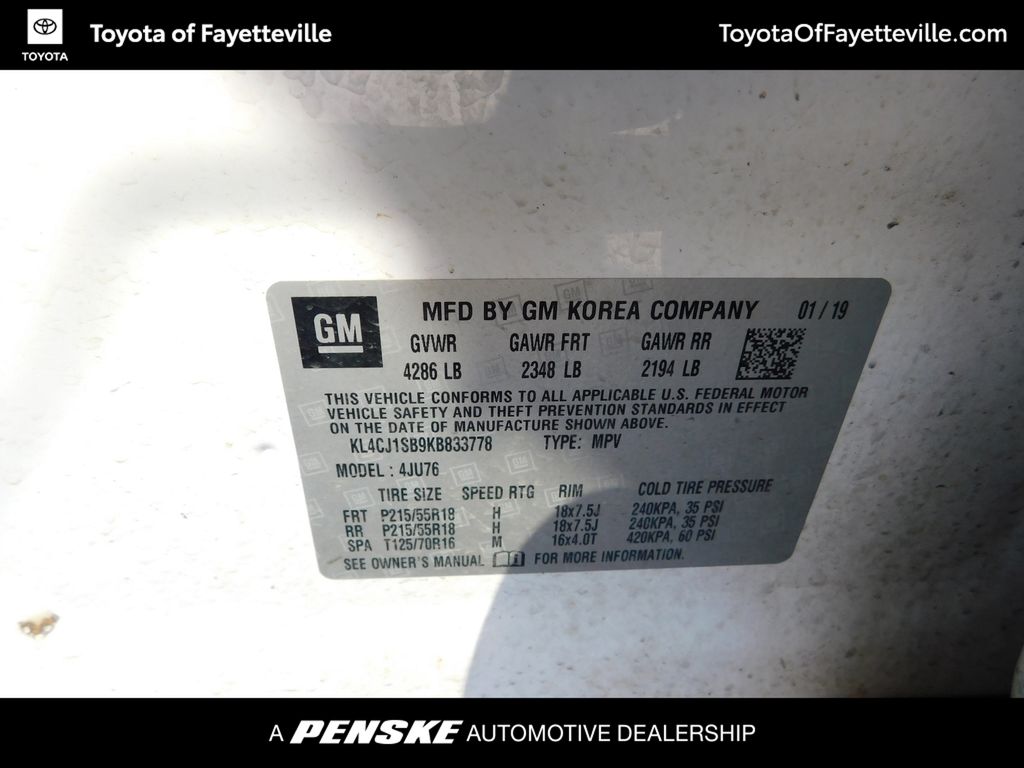 TOYOTA
Toyota of Fayetteville
ToyotaOfFayetteville.com
GM
MFD BY GM KOREA COMPANY 01 / 19
GVWR GAWR FRT GAWR RR
4286 LB 2348 LB 2194 LB
THIS VEHICLE CONFORMS TO ALL APPLICABLE U.S. FEDERAL MOTOR
VEHICLE SAFETY AND THEFT PREVENTION STANDARDS IN EFFECT
ON THE DATE OF MANUFACTURE SHOWN ABOVE.
KL4CJ1SB9KB833778 TYPE: MPV
MODEL : 4JU76
TIRE SIZE SPEED RTG RIM COLD TIRE PRESSURE
FRT P215/55R18 H 18x7.5J 240KPA, 35 PSI
RR P215/55R18 H 18x7.5J 240KPA, 35 PSI
SPA T125/70R16 M 16x4.0T 420KPA, 60 PSI
SEE OWNER'S MANUAL FOR MORE INFORMATION.
A PENSKE AUTOMOTIVE DEALERSHIP